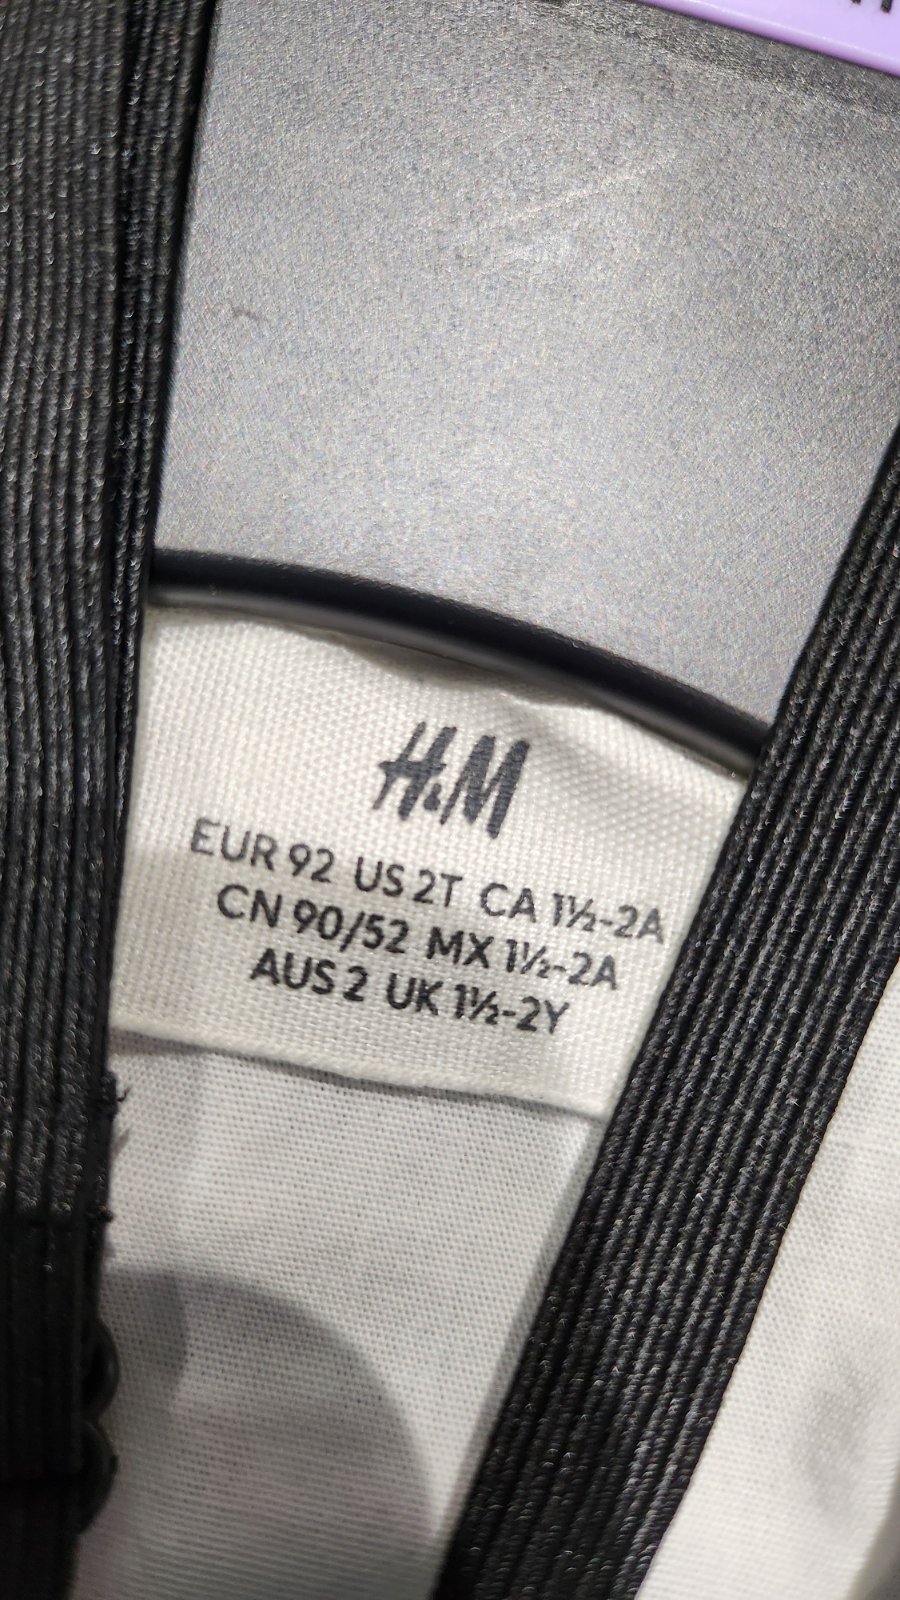 H&M
EUR 92 US 2T CA 1½-2A
CN 90/52 MX 1½-2A
AUS 2 UK 1½-2Y